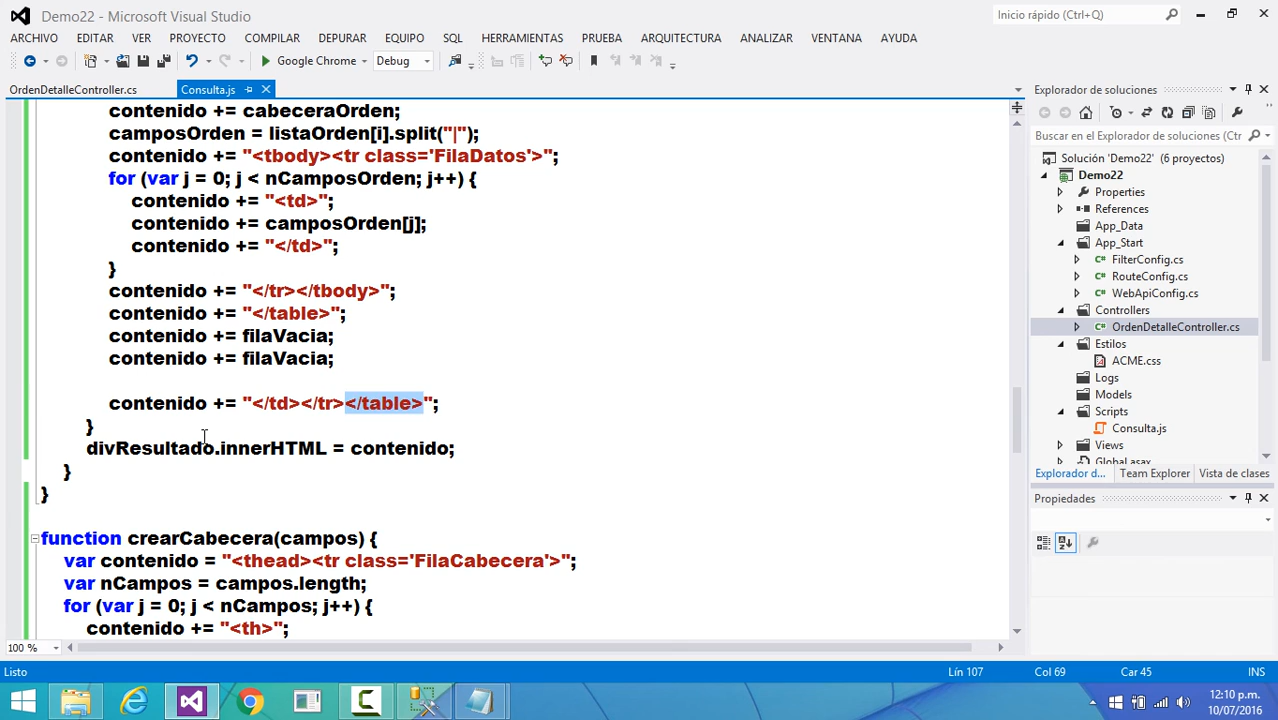 Demo22 - Microsoft Visual Studio
Inicio rápido (Ctrl+Q)
ARCHIVO EDITAR VER PROYECTO COMPILAR DEPURAR EQUIPO SQL HERRAMIENTAS PRUEBA ARQUITECTURA ANALIZAR VENTANA AYUDA
Google Chrome Debug
OrdenDetalleController.cs Consulta.js
contenido += cabeceraOrden;
camposOrden = listaOrden[i].split("|");
contenido += "<tbody><tr class='FilaDatos'>";
for (var j = 0; j < nCamposOrden; j++) {
contenido += "<td>";
contenido += camposOrden[j];
contenido += "</td>";
}
contenido += "</tr></tbody>";
contenido += "</table>";
contenido += filaVacia;
contenido += filaVacia;
contenido += "</td></tr></table>";
}
divResultado.innerHTML = contenido;
}
}
function crearCabecera(campos) {
var contenido = "<thead><tr class='FilaCabecera'>";
var nCampos = campos.length;
for (var j = 0; j < nCampos; j++) {
contenido += "<th>";
100 %
Explorador de soluciones
Buscar en el Explorador de soluciones (Ctr
Solución 'Demo22' (6 proyectos)
Demo22
Properties
References
App_Data
App_Start
FilterConfig.cs
RouteConfig.cs
WebApiConfig.cs
Controllers
OrdenDetalleController.cs
Estilos
ACME.css
Logs
Models
Scripts
Consulta.js
Views
Global.asax
Explorador d... Team Explorer Vista de clases
Propiedades
Listo Lín 107 Col 69 Car 45 INS
12:10 p.m.
10/07/2016